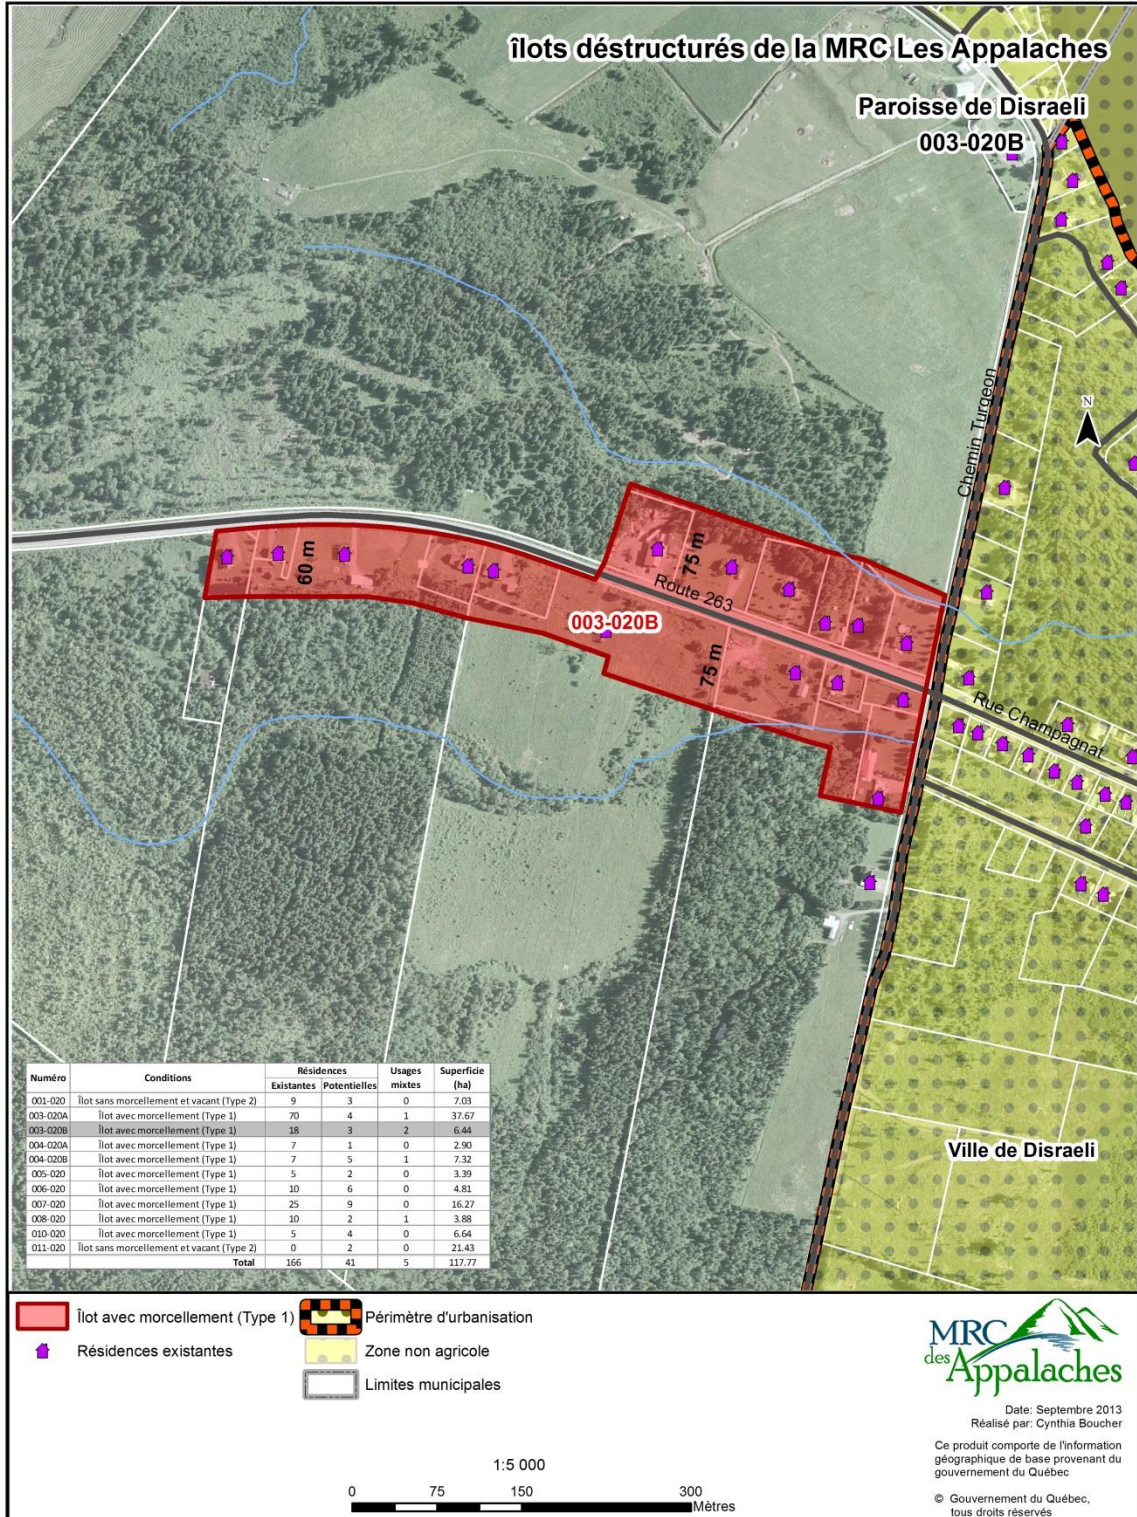 îlots déstructurés de la MRC Les Appalaches
Paroisse de Disraeli
003-020B
Chemin Turgeon
N
60 m
75 m
Route 263
003-020B
75 m
Rue Champagnat
Ville de Disraeli
Numéro Conditions Résidences Usages mixtes Superficie (ha)
Existantes Potentielles
001-020 Îlot sans morcellement et vacant (Type 2) 9 3 0 7.03
003-020A Îlot avec morcellement (Type 1) 70 4 1 37.67
003-020B Îlot avec morcellement (Type 1) 18 3 2 6.44
004-020A Îlot avec morcellement (Type 1) 7 1 0 2.90
004-020B Îlot avec morcellement (Type 1) 7 5 1 7.32
005-020 Îlot avec morcellement (Type 1) 5 2 0 3.39
006-020 Îlot avec morcellement (Type 1) 10 6 0 4.81
007-020 Îlot avec morcellement (Type 1) 25 9 0 16.27
008-020 Îlot avec morcellement (Type 1) 10 2 1 3.88
010-020 Îlot avec morcellement (Type 1) 5 4 0 6.64
011-020 Îlot sans morcellement et vacant (Type 2) 0 2 0 21.43
Total 166 41 5 117.77
Îlot avec morcellement (Type 1)
Résidences existantes
Périmètre d'urbanisation
Zone non agricole
Limites municipales
1:5 000
0 75 150 300
Mètres
MRC
des Appalaches
Date: Septembre 2013
Réalisé par: Cynthia Boucher
Ce produit comporte de l'information
géographique de base provenant du
gouvernement du Québec
© Gouvernement du Québec,
tous droits réservés